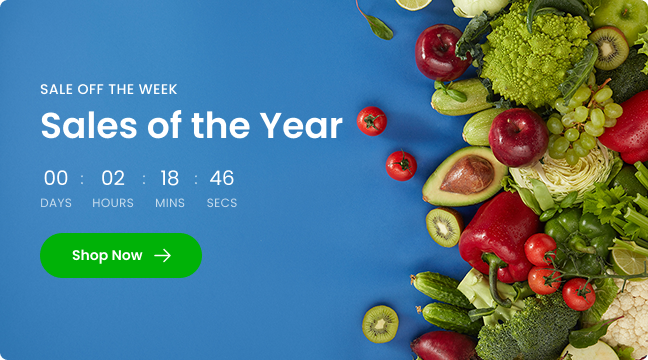 SALE OFF THE WEEK
Sales of the Year
00 : 02 : 18 : 46
DAYS HOURS MINS SECS
Shop Now →